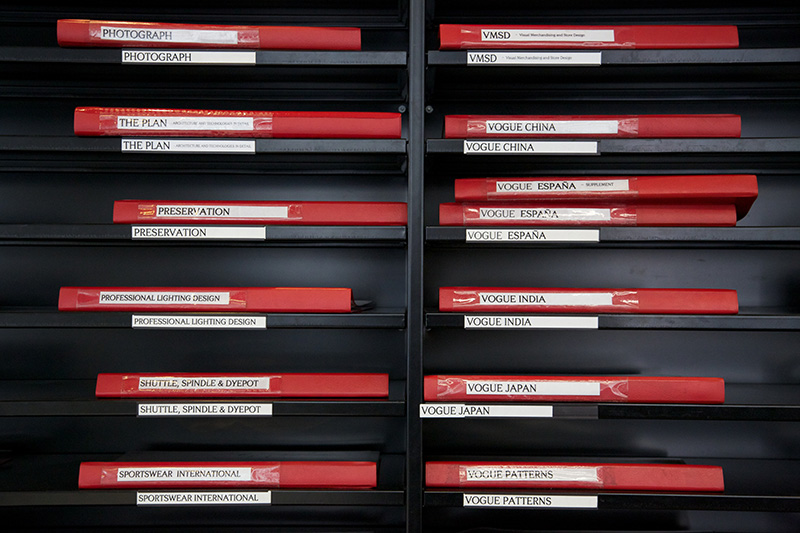 PHOTOGRAPH
PHOTOGRAPH
THE PLAN - ARCHITECTURE AND TECHNOLOGIES IN DETAIL
THE PLAN - ARCHITECTURE AND TECHNOLOGIES IN DETAIL
PRESERVATION
PRESERVATION
PROFESSIONAL LIGHTING DESIGN
PROFESSIONAL LIGHTING DESIGN
SHUTTLE, SPINDLE & DYEPOT
SHUTTLE, SPINDLE & DYEPOT
SPORTSWEAR INTERNATIONAL
SPORTSWEAR INTERNATIONAL
VMSD Visual Merchandising and Store Design
VMSD Visual Merchandising and Store Design
VOGUE CHINA
VOGUE CHINA
VOGUE ESPAÑA - SUPPLEMENT
VOGUE ESPAÑA
VOGUE ESPAÑA
VOGUE INDIA
VOGUE INDIA
VOGUE JAPAN
VOGUE JAPAN
VOGUE PATTERNS
VOGUE PATTERNS